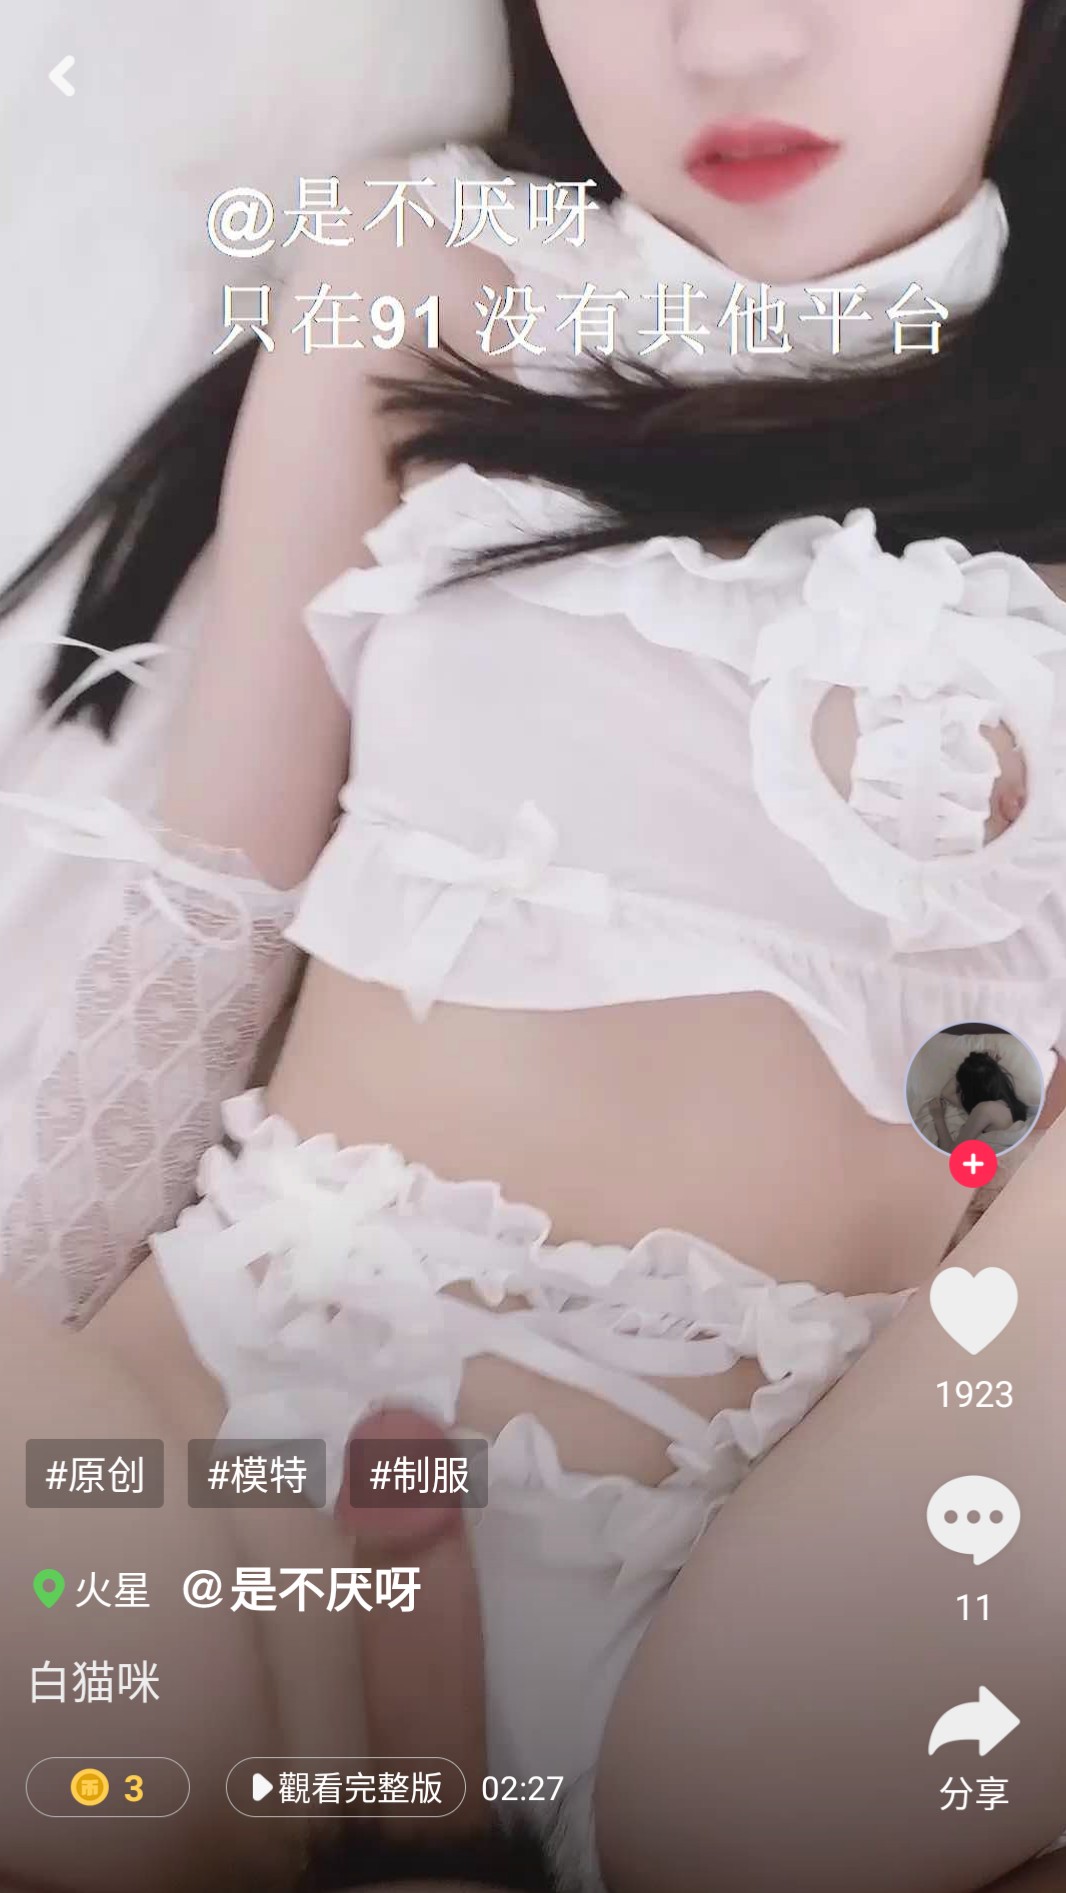 @是不厌呀
只在91 没有其他平台
1923
#原创 #模特 #制服
11
火星 @是不厌呀
白猫咪
币 3 觀看完整版 02:27
分享